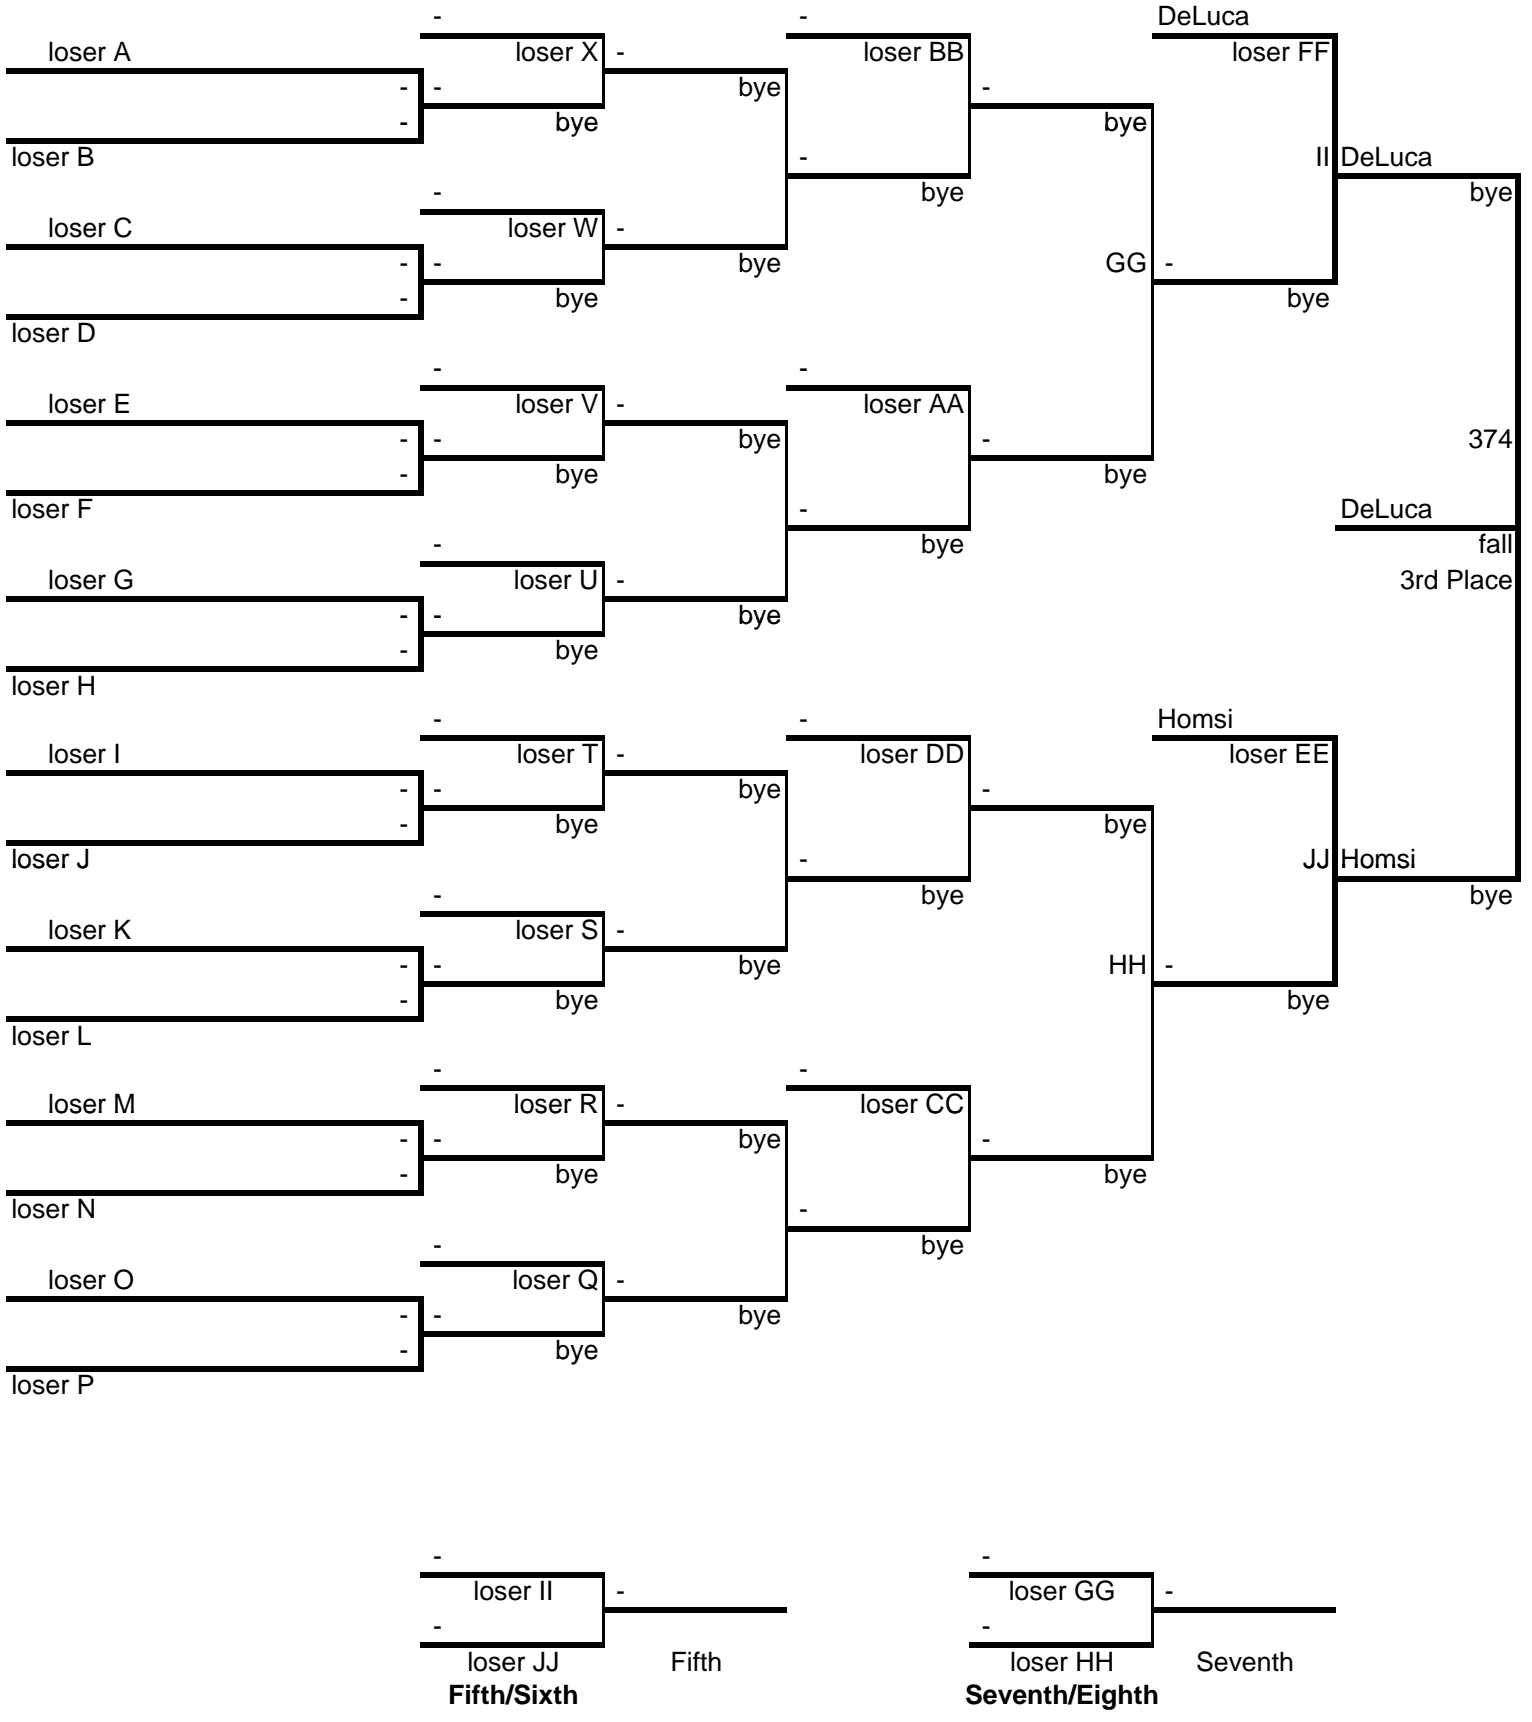 - - DeLuca
loser A loser X - loser BB loser FF
- - bye -
- bye bye
loser B - II DeLuca
- bye bye
loser C loser W -
- - bye GG -
- bye bye
loser D
- -
loser E loser V - loser AA
- - bye - 374
- bye bye
loser F - DeLuca
- bye fall
loser G loser U - 3rd Place
- - bye
- bye
loser H
- - Homsi
loser I loser T - loser DD loser EE
- - bye -
- bye bye
loser J - JJ Homsi
- bye bye
loser K loser S -
- - bye HH -
- bye bye
loser L
- -
loser M loser R - loser CC
- - bye -
- bye bye
loser N -
- bye
loser O loser Q -
- - bye
- bye
loser P
- -
loser II - loser GG -
- -
loser JJ Fifth loser HH Seventh
Fifth/Sixth Seventh/Eighth